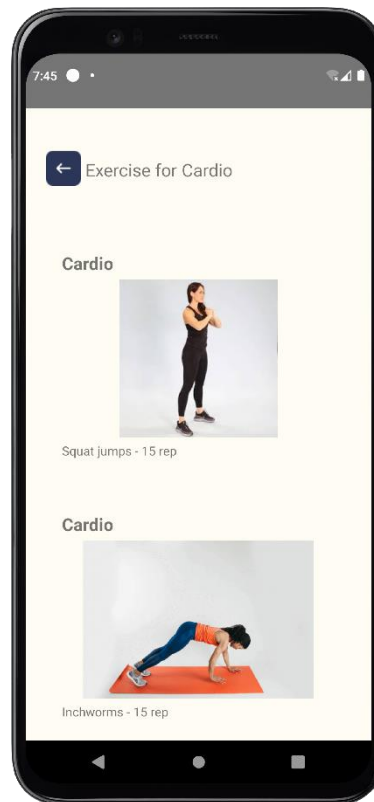 7:45
Exercise for Cardio
Cardio
Squat jumps - 15 rep
Cardio
Inchworms - 15 rep